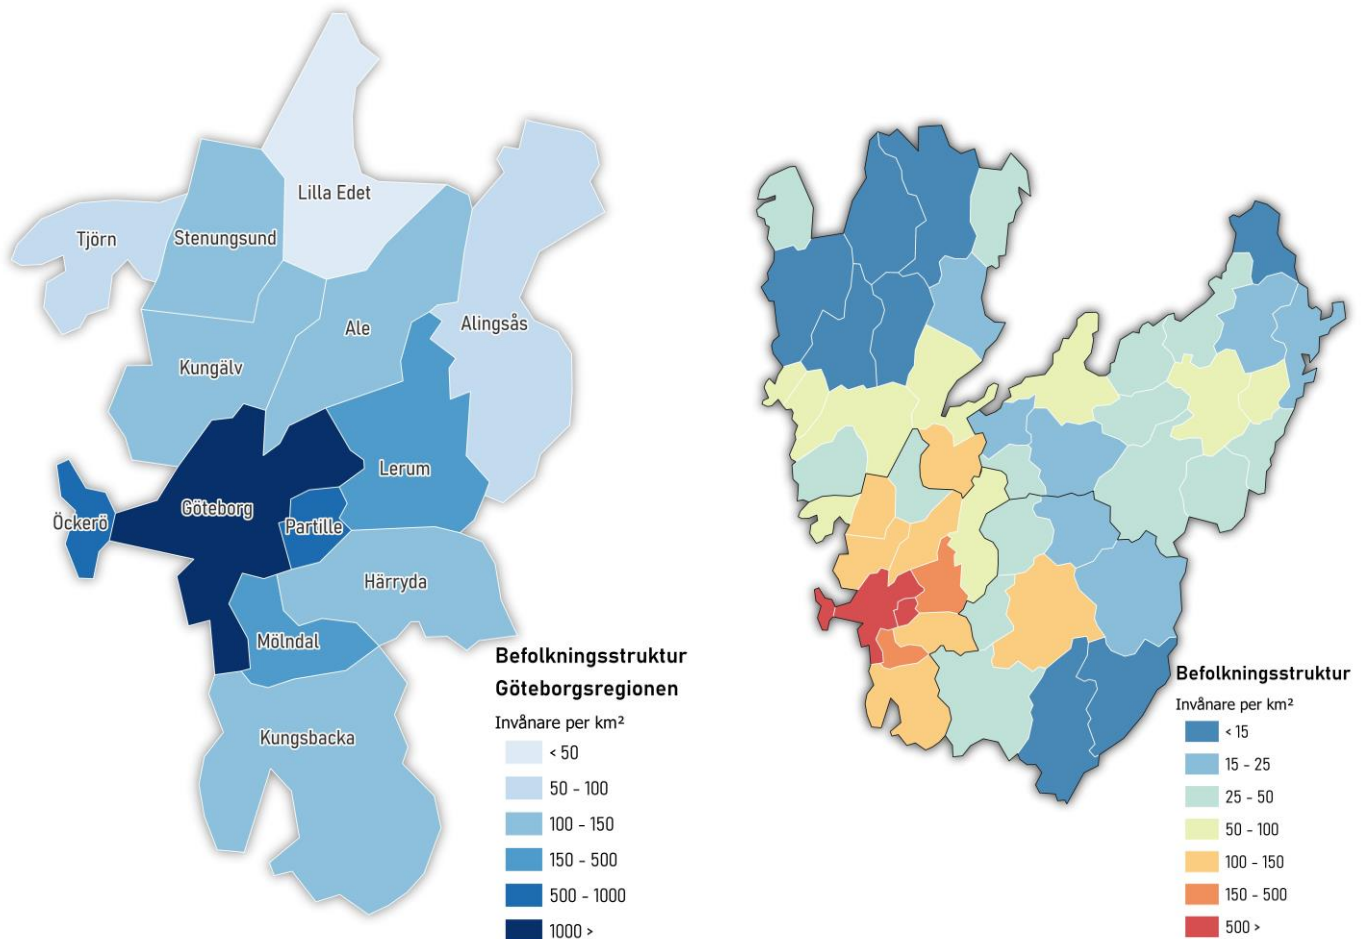 Lilla Edet
Tjörn
Stenungsund
Ale
Alingsås
Kungälv
Lerum
Göteborg
Öckerö
Partille
Härryda
Mölndal
Kungsbacka
Befolkningsstruktur
Göteborgsregionen
Invånare per km²
< 50
50 - 100
100 - 150
150 - 500
500 - 1000
1000 >
Befolkningsstruktur
Invånare per km²
< 15
15 - 25
25 - 50
50 - 100
100 - 150
150 - 500
500 >